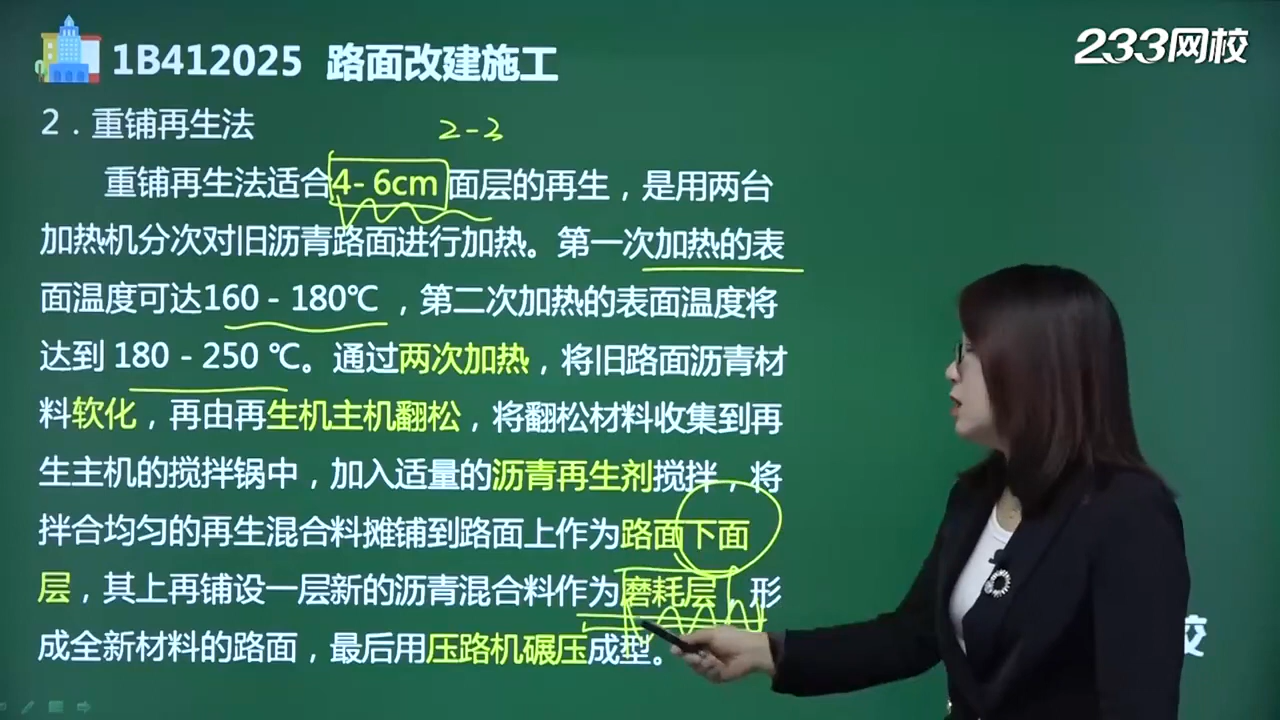 1B412025 路面改建施工
233网校
2．重铺再生法
2-3
重铺再生法适合4-6cm面层的再生，是用两台
加热机分次对旧沥青路面进行加热。第一次加热的表
面温度可达160-180℃，第二次加热的表面温度将
达到180-250℃。通过两次加热，将旧路面沥青材
料软化，再由再生机主机翻松，将翻松材料收集到再
生主机的搅拌锅中，加入适量的沥青再生剂搅拌，将
拌合均匀的再生混合料摊铺到路面上作为路面下面
层，其上再铺设一层新的沥青混合料作为磨耗层，形
成全新材料的路面，最后用压路机碾压成型。
校